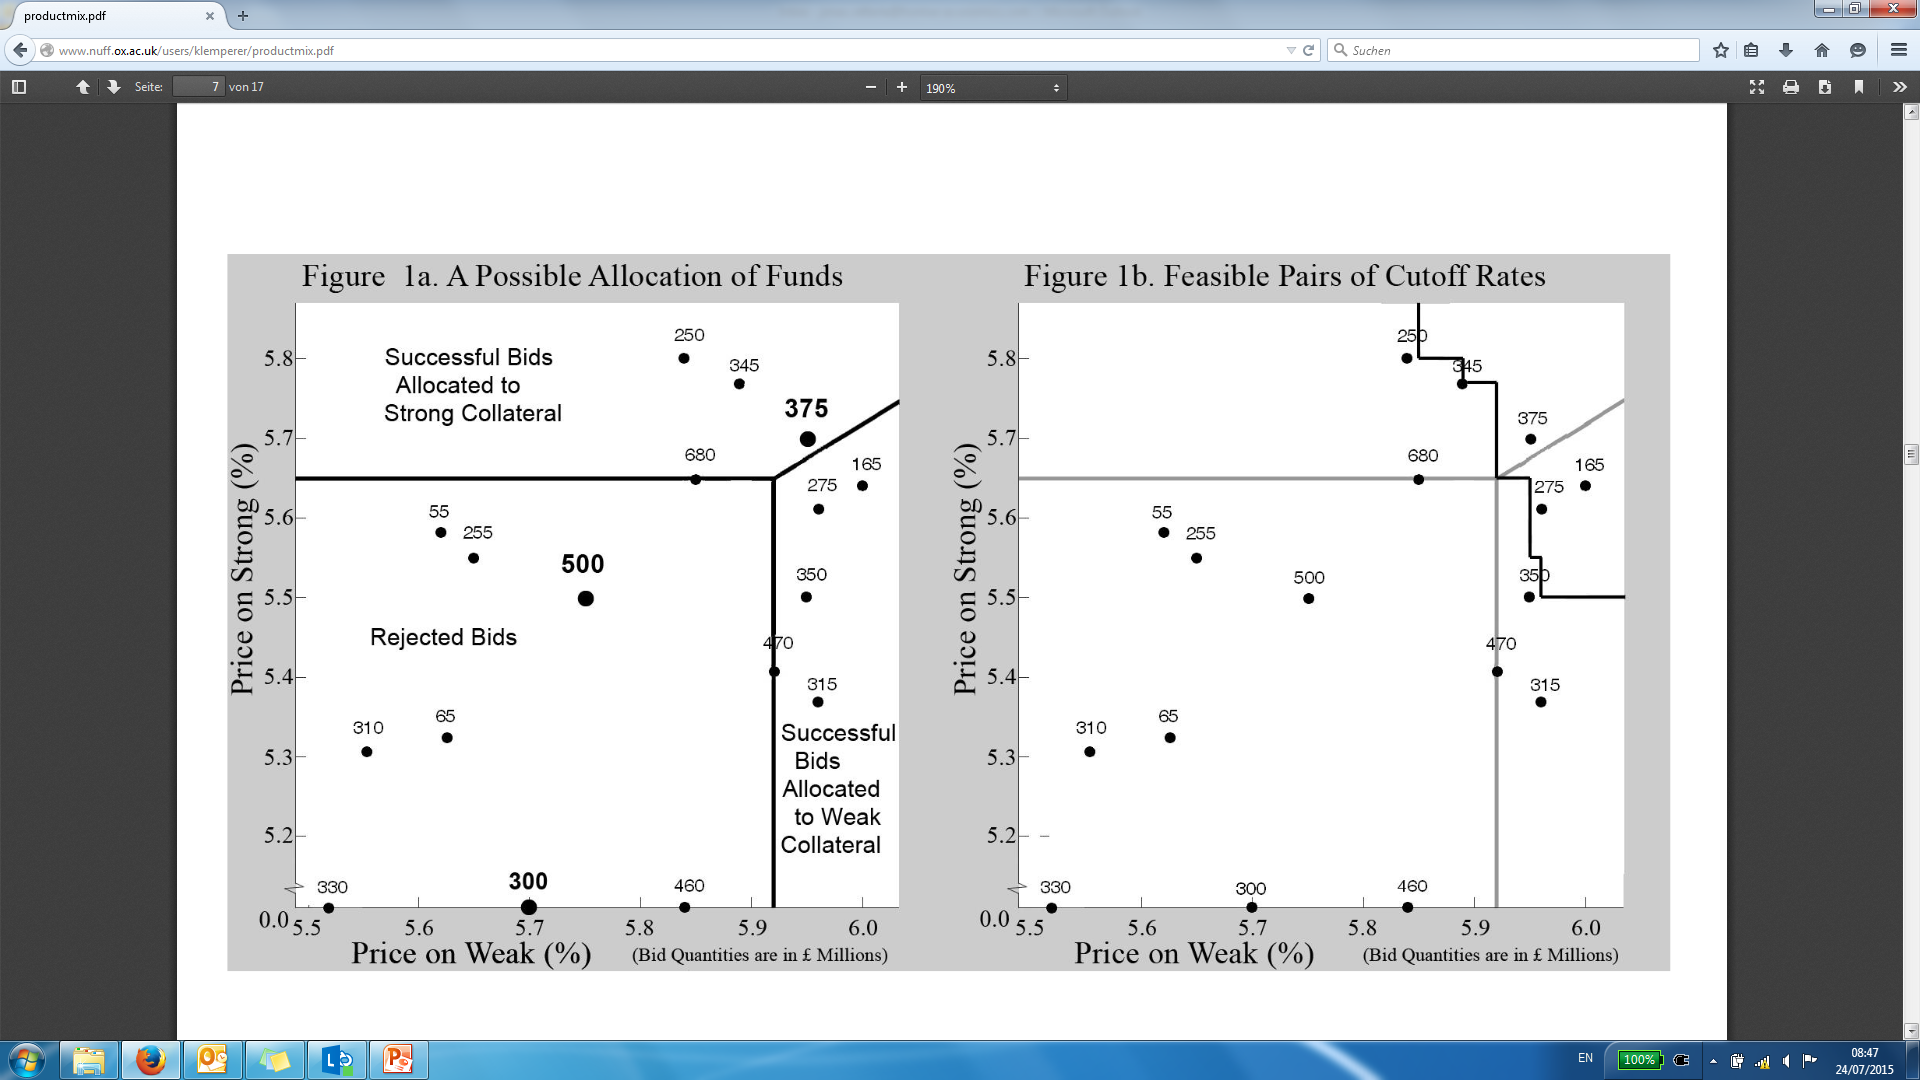 productmix.pdf
www.nuff.ox.ac.uk/users/klemperer/productmix.pdf
Suchen
Seite: 7 von 17
190%
Figure 1a. A Possible Allocation of Funds
Price on Strong (%)
5.8
5.7
5.6
5.5
5.4
5.3
5.2
0.0
Successful Bids
Allocated to
Strong Collateral
250
345
375
680
165
275
55
255
500
350
Rejected Bids
470
315
65
310
Successful
Bids
Allocated
to Weak
Collateral
330
300
460
5.5 5.6 5.7 5.8 5.9 6.0
Price on Weak (%)
(Bid Quantities are in £ Millions)
Figure 1b. Feasible Pairs of Cutoff Rates
Price on Strong (%)
5.8
5.7
5.6
5.5
5.4
5.3
5.2
0.0
250
345
375
680
165
275
55
255
500
350
470
315
65
310
330
300
460
5.5 5.6 5.7 5.8 5.9 6.0
Price on Weak (%)
(Bid Quantities are in £ Millions)
EN
100%
08:47
24/07/2015